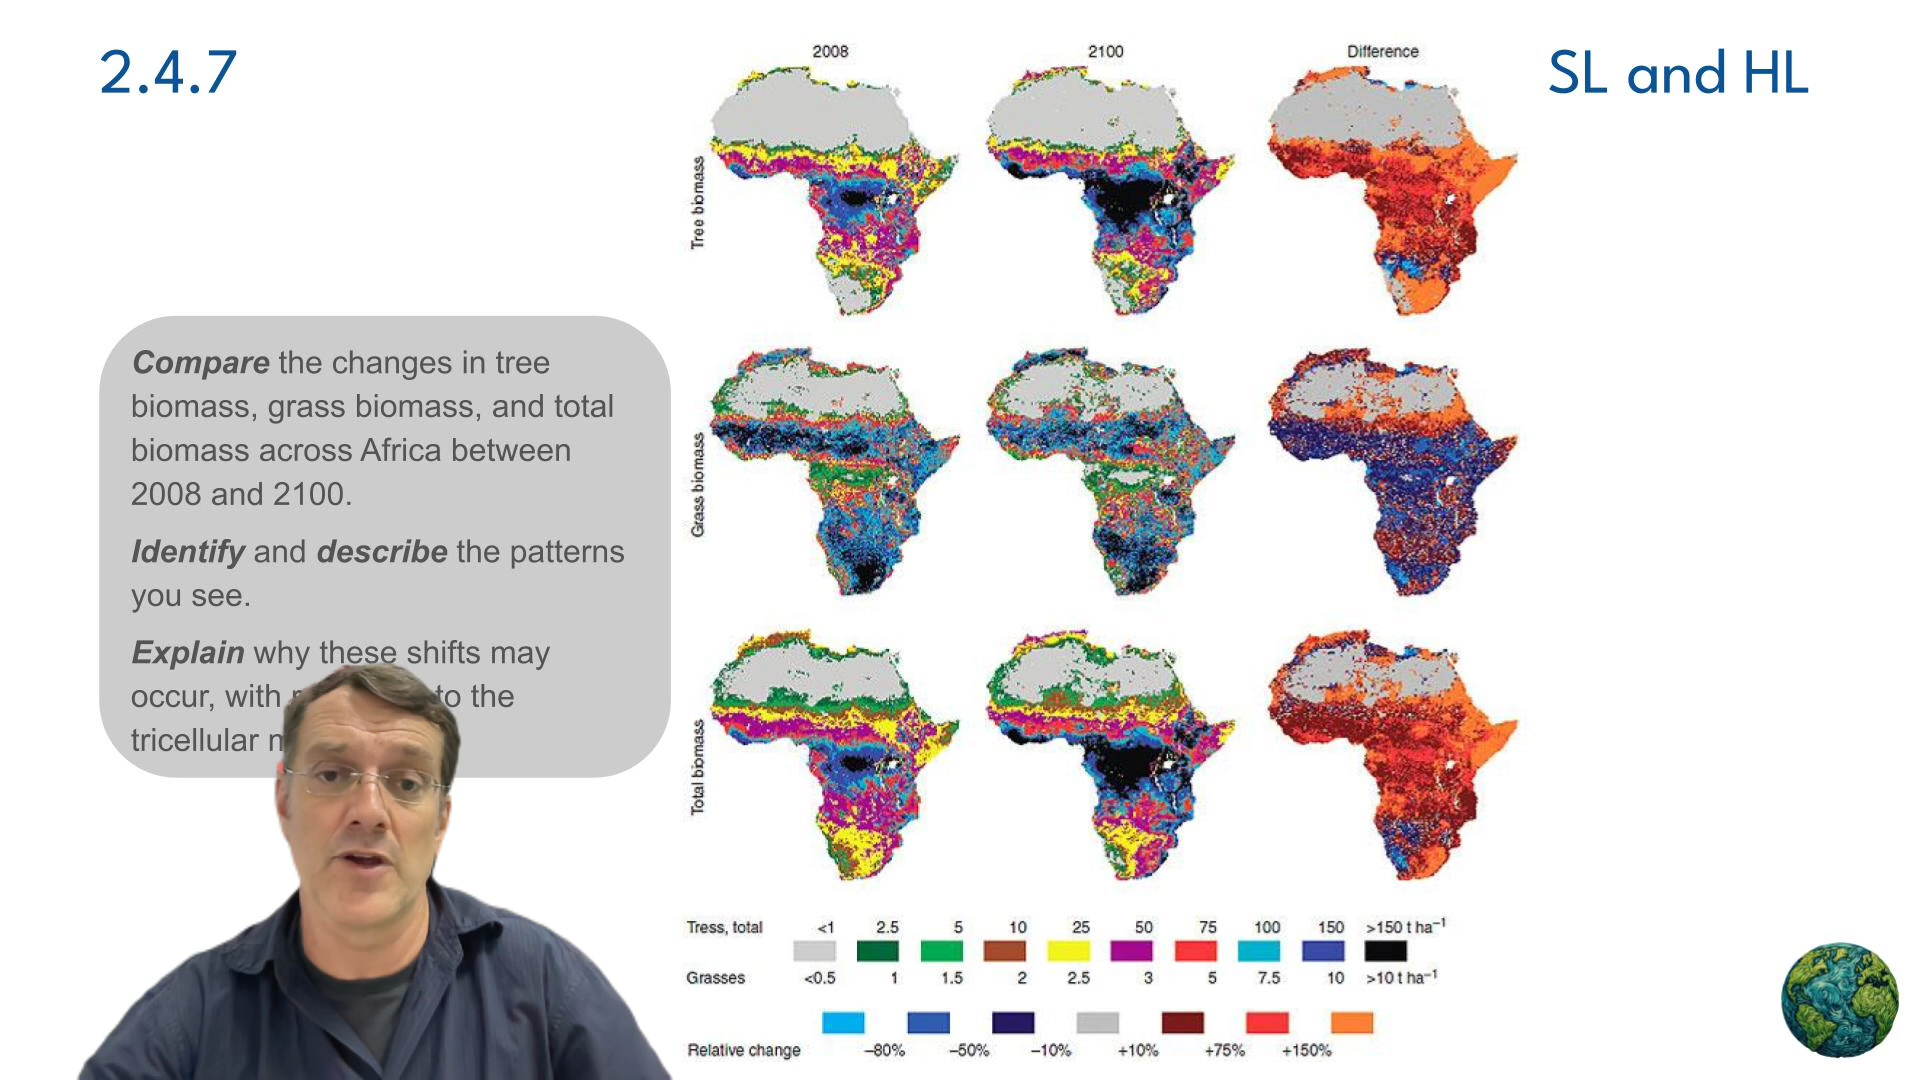 2.4.7
SL and HL
Compare the changes in tree
biomass, grass biomass, and total
biomass across Africa between
2008 and 2100.
Identify and describe the patterns
you see.
Explain why these shifts may
occur, with to the
tricellular
2008 2100 Difference
Tree biomass
Grass biomass
Total biomass
Tress, total <1 2.5 5 10 25 50 75 100 150 >150 t ha⁻¹
Grasses <0.5 1 1.5 2 2.5 3 5 7.5 10 >10 t ha⁻¹
Relative change –80% –50% –10% +10% +75% +150%